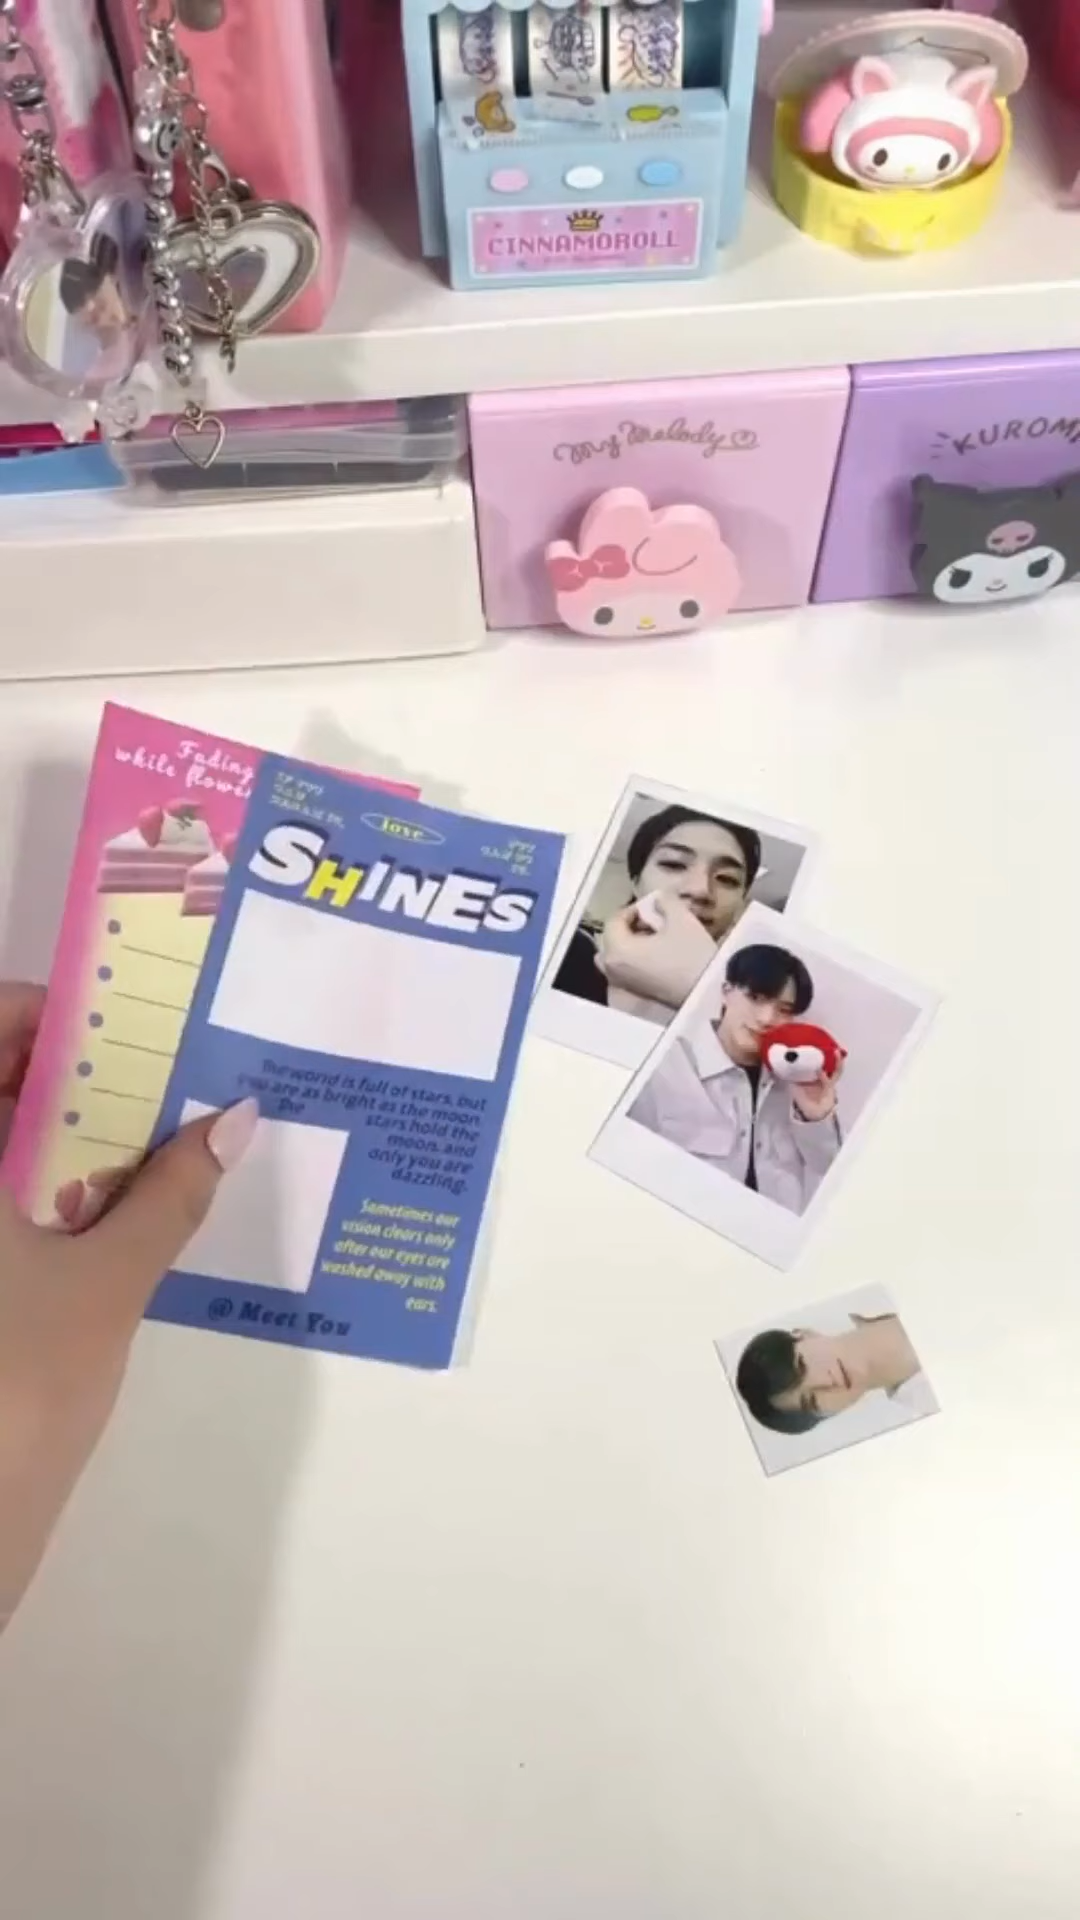 CINNAMOROLL
My Melody
KUROMI
Fading
while flower
love
SHINES
The world is full of stars, but
you are as bright as the moon.
the
stars hold the
moon, and
only you are
dazzling.
Sometimes our
vision clears only
after our eyes are
washed away with
ears.
@ Meet You